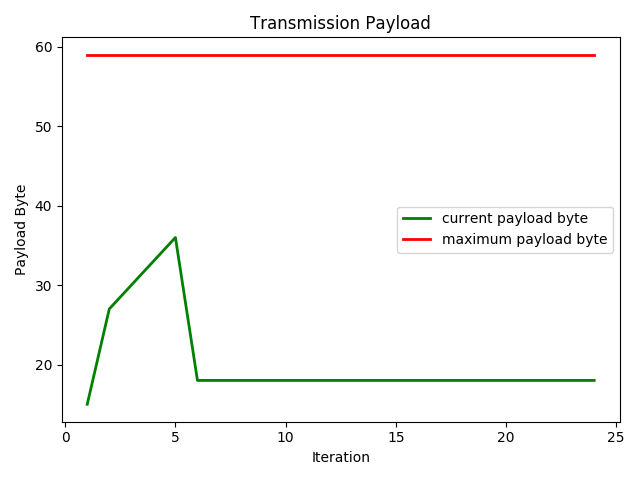 Transmission Payload
Payload Byte
60
50
40
30
20
current payload byte
maximum payload byte
0 5 10 15 20 25
Iteration